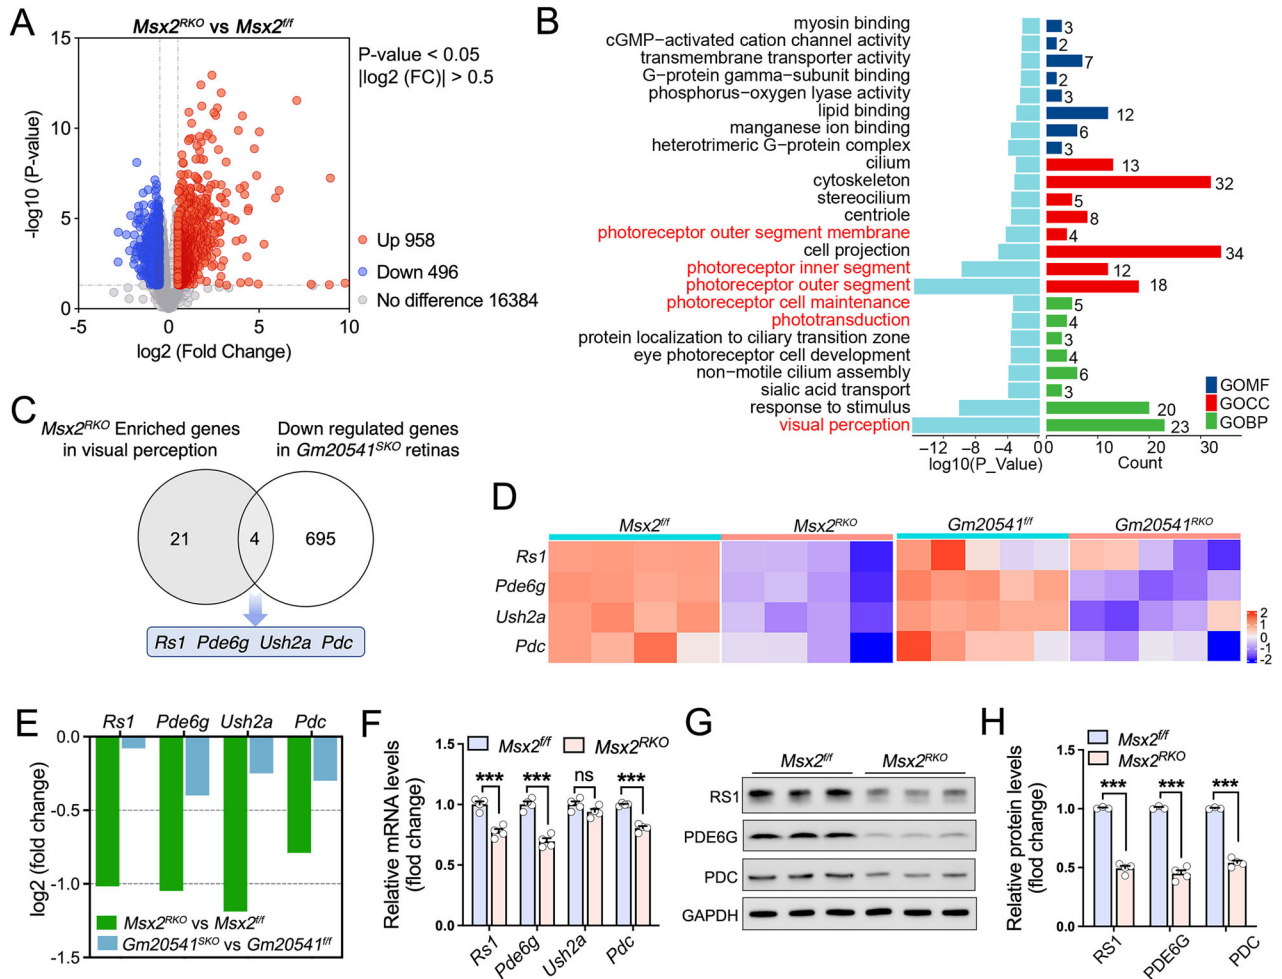 A
Msx2RKO vs Msx2f/f
P-value < 0.05
|log2 (FC)| > 0.5
15
10
5
0
-5
0
5
10
-log10 (P-value)
log2 (Fold Change)
Up 958
Down 496
No difference 16384
B
myosin binding 3
cGMP−activated cation channel activity 2
transmembrane transporter activity 7
G−protein gamma−subunit binding 2
phosphorus−oxygen lyase activity 3
lipid binding 12
manganese ion binding 6
heterotrimeric G−protein complex 3
cilium 13
cytoskeleton 32
stereocilium 5
centriole 8
photoreceptor outer segment membrane 4
cell projection 34
photoreceptor inner segment 12
photoreceptor outer segment 18
photoreceptor cell maintenance 5
phototransduction 4
protein localization to ciliary transition zone 3
eye photoreceptor cell development 4
non−motile cilium assembly 6
sialic acid transport 3
response to stimulus 20
visual perception 23
GOMF
GOCC
GOBP
−12 −8 −4 0 0 10 20 30
log10(P_Value)
Count
C
Msx2RKO Enriched genes
in visual perception
Down regulated genes
in Gm20541SKO retinas
21
4
695
Rs1 Pde6g Ush2a Pdc
D
Msx2f/f
Msx2RKO
Gm20541f/f
Gm20541RKO
Rs1
Pde6g
Ush2a
Pdc
2
1
0
-1
-2
E
Rs1 Pde6g Ush2a Pdc
0.0
-0.5
-1.0
-1.5
log2 (fold change)
Msx2RKO vs Msx2f/f
Gm20541SKO vs Gm20541f/f
F
Msx2f/f
Msx2RKO
1.5
1.0
0.5
0.0
Relative mRNA levels
(flod change)
*** *** ns ***
Rs1 Pde6g Ush2a Pdc
G
Msx2f/f
Msx2RKO
RS1
PDE6G
PDC
GAPDH
H
Msx2f/f
Msx2RKO
1.5
1.0
0.5
0.0
Relative protein levels
(flod change)
*** *** ***
RS1 PDE6G PDC